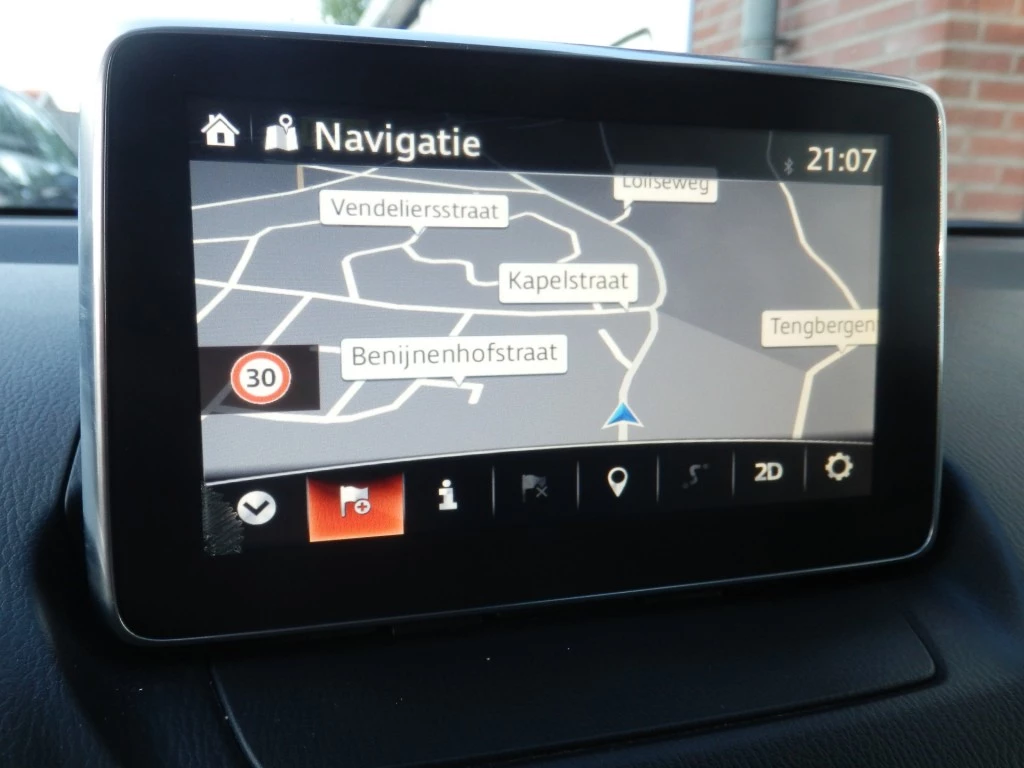 Navigatie
21:07
Vendeliersstraat
Kapelstraat
Tengbergen
Benijnenhofstraat
30
2D